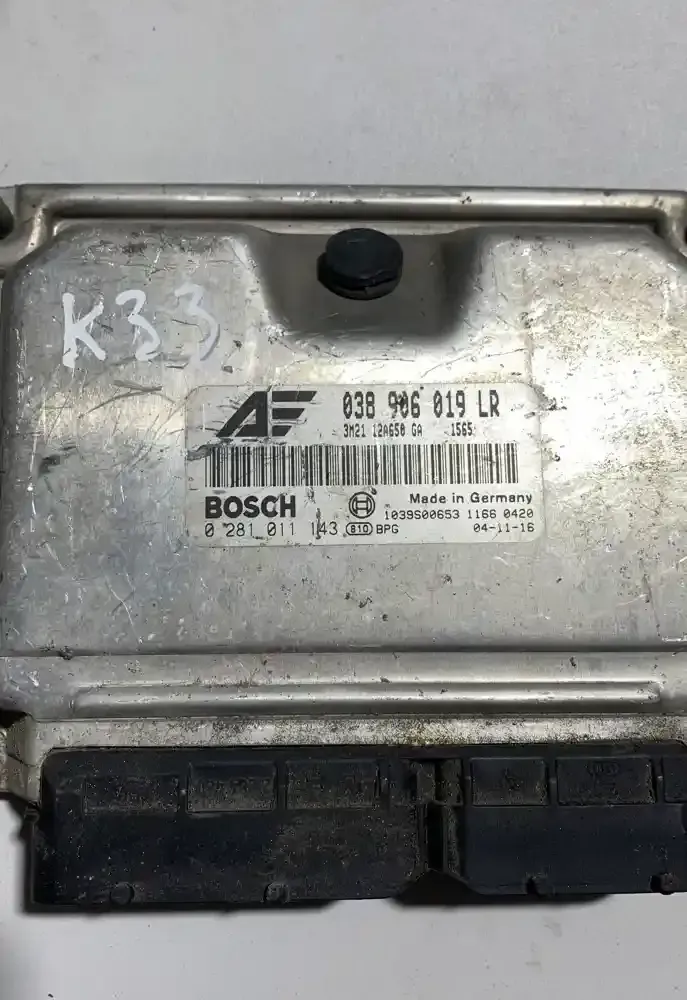 K33
AF 038 906 019 LR
3M21 12A650 GA 1565
BOSCH Made in Germany
1039S00653 1166 0420
0 281 011 143 810 BPG 04-11-16